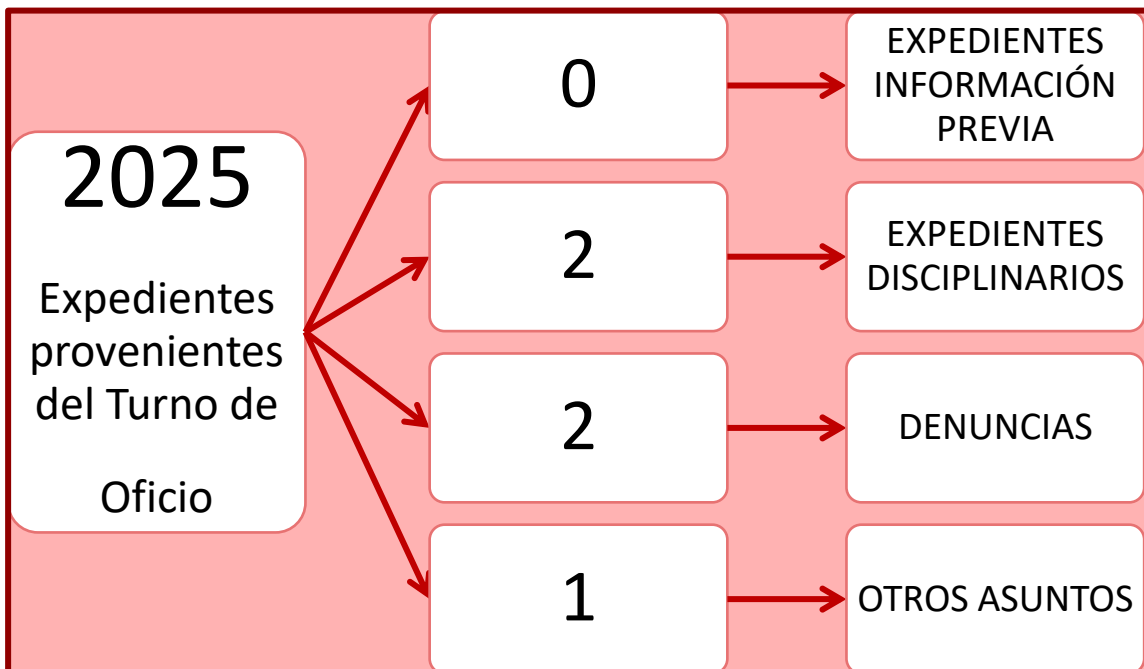 2025
Expedientes
provenientes
del Turno de
Oficio
0
EXPEDIENTES
INFORMACIÓN
PREVIA
2
EXPEDIENTES
DISCIPLINARIOS
2
DENUNCIAS
1
OTROS ASUNTOS